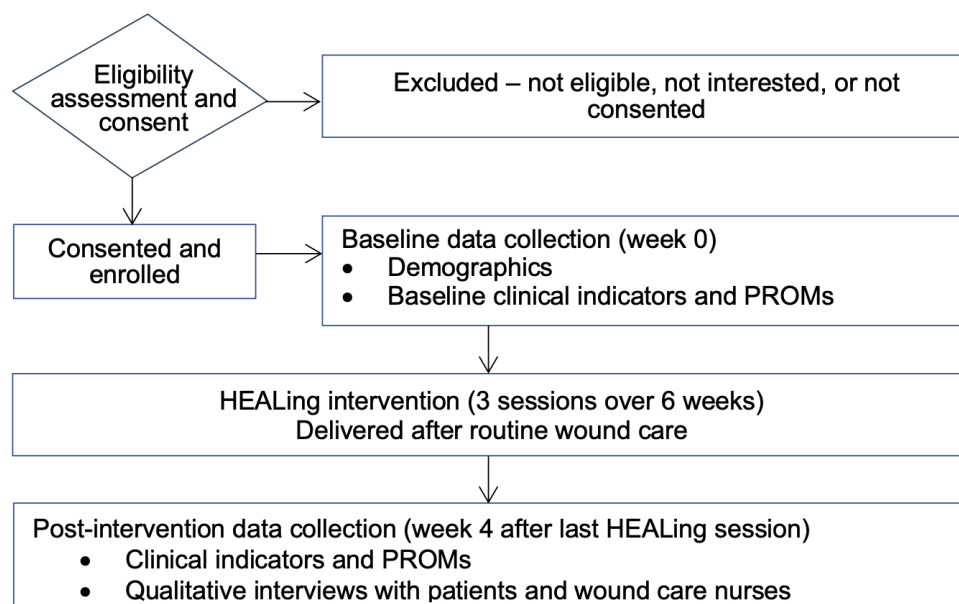 Eligibility
assessment and
consent
Excluded – not eligible, not interested, or not
consented
Consented and
enrolled
Baseline data collection (week 0)
• Demographics
• Baseline clinical indicators and PROMs
HEALing intervention (3 sessions over 6 weeks)
Delivered after routine wound care
Post-intervention data collection (week 4 after last HEALing session)
• Clinical indicators and PROMs
• Qualitative interviews with patients and wound care nurses